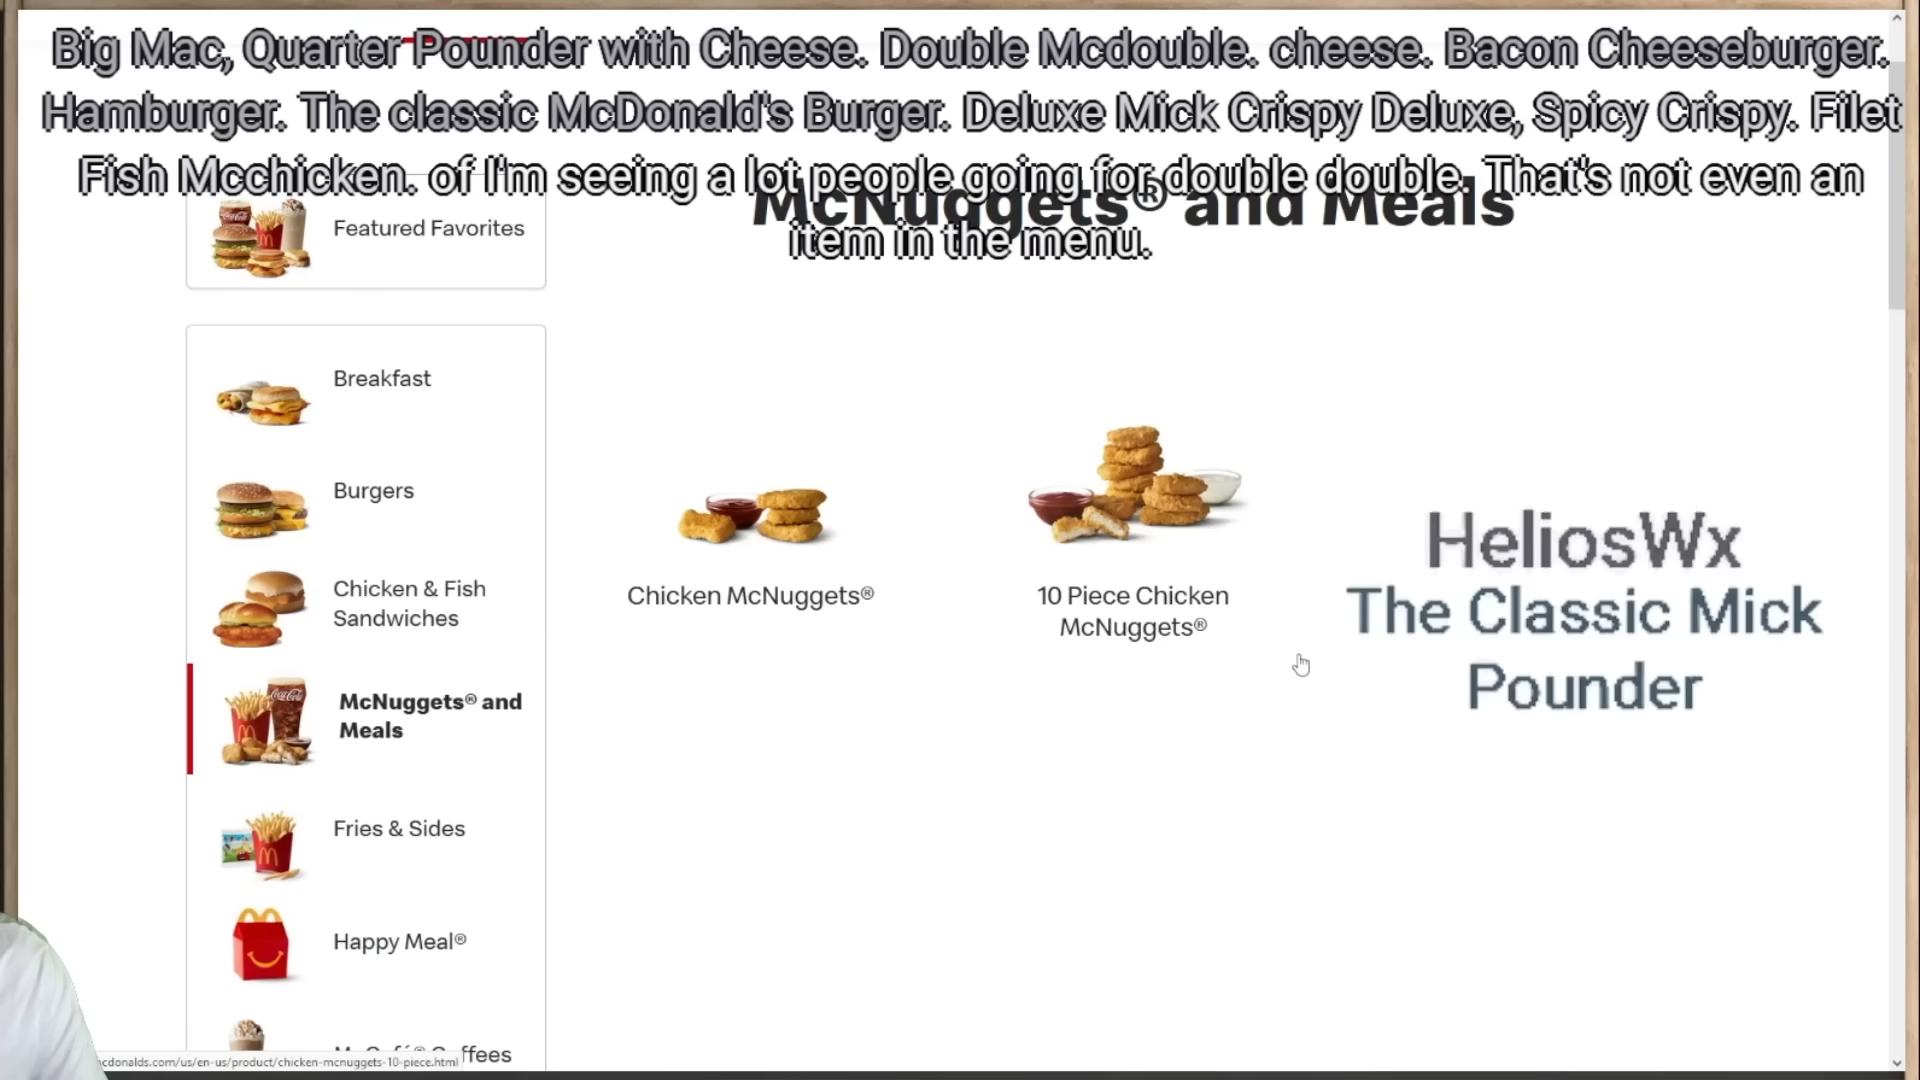 Big Mac, Quarter Pounder with Cheese. Double Mcdouble. cheese. Bacon Cheeseburger.
Hamburger. The classic McDonald's Burger. Deluxe Mick Crispy Deluxe, Spicy Crispy. Filet
Fish Mcchicken. of I'm seeing a lot people going for double double. That's not even an
item in the menu.
McNuggets® and Meals
Featured Favorites
Breakfast
Burgers
Chicken & Fish
Sandwiches
McNuggets® and
Meals
Fries & Sides
Happy Meal®
McCafé® Coffees
Chicken McNuggets®
10 Piece Chicken
McNuggets®
HeliosWx
The Classic Mick
Pounder
cdonalds.com/us/en-us/product/chicken-mcnuggets-10-piece.html